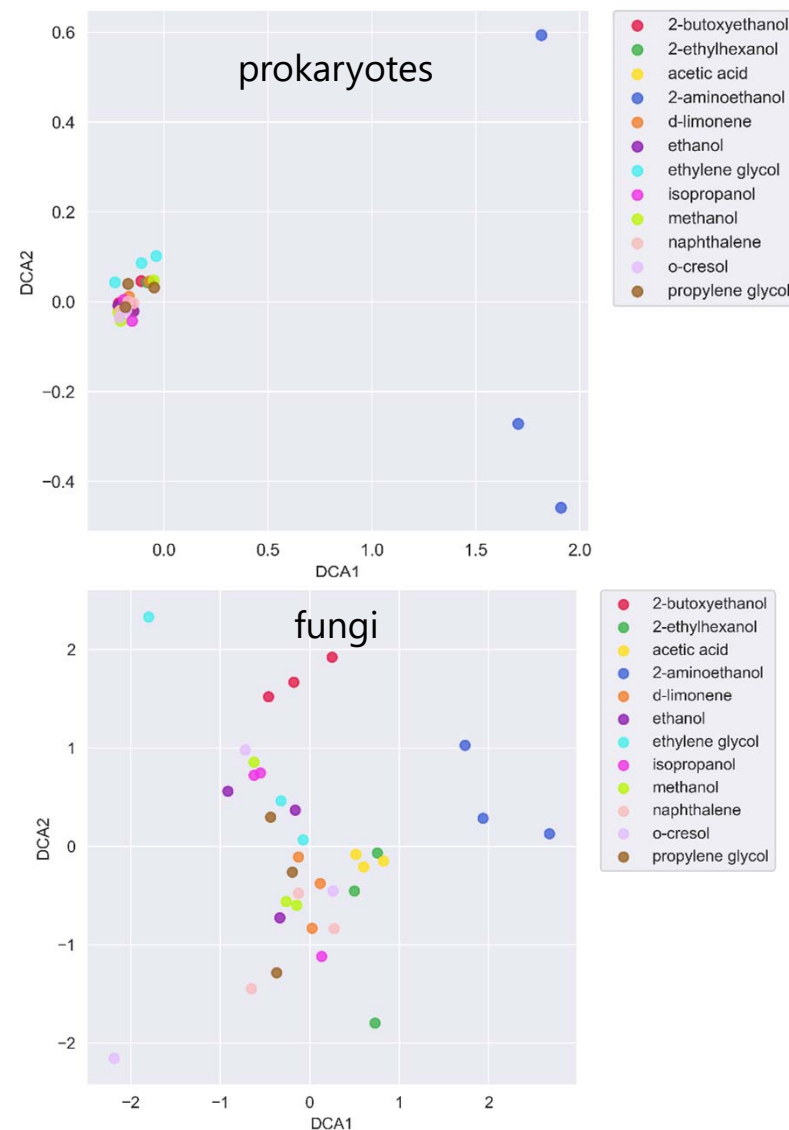 prokaryotes
0.6
0.4
0.2
0.0
−0.2
−0.4
DCA2
0.0 0.5 1.0 1.5 2.0
DCA1
2-butoxyethanol
2-ethylhexanol
acetic acid
2-aminoethanol
d-limonene
ethanol
ethylene glycol
isopropanol
methanol
naphthalene
o-cresol
propylene glycol
fungi
2
1
0
−1
−2
DCA2
−2 −1 0 1 2
DCA1
2-butoxyethanol
2-ethylhexanol
acetic acid
2-aminoethanol
d-limonene
ethanol
ethylene glycol
isopropanol
methanol
naphthalene
o-cresol
propylene glycol